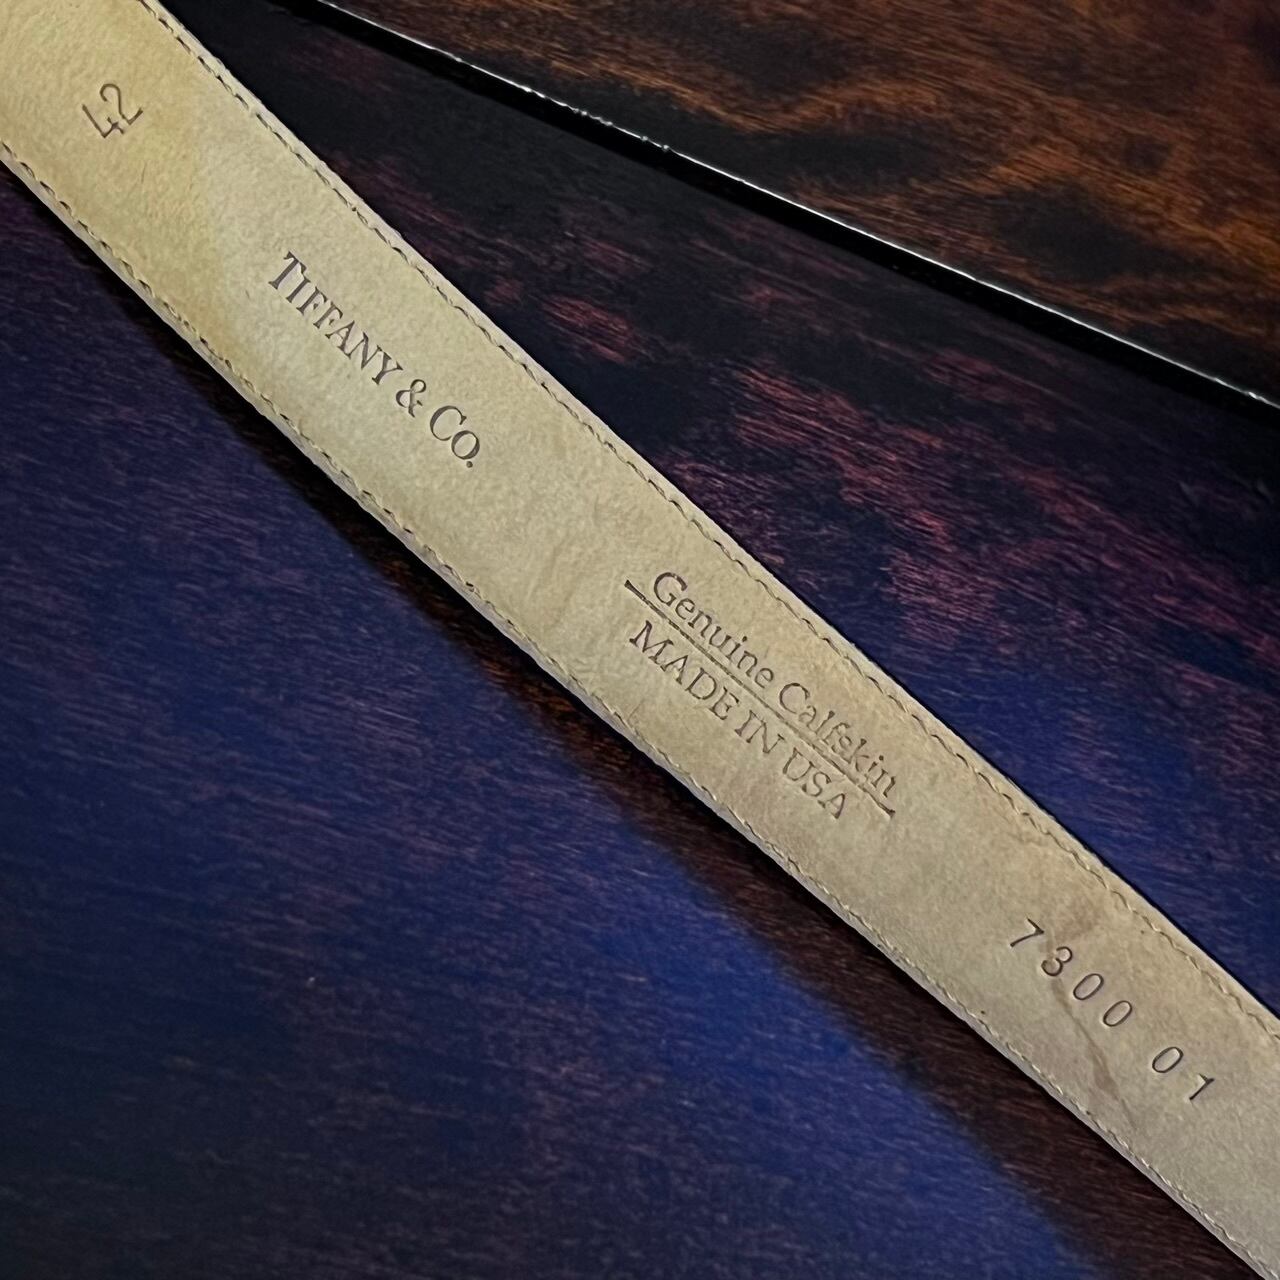 42
TIFFANY & CO.
Genuine Calfskin
MADE IN USA
7300 01